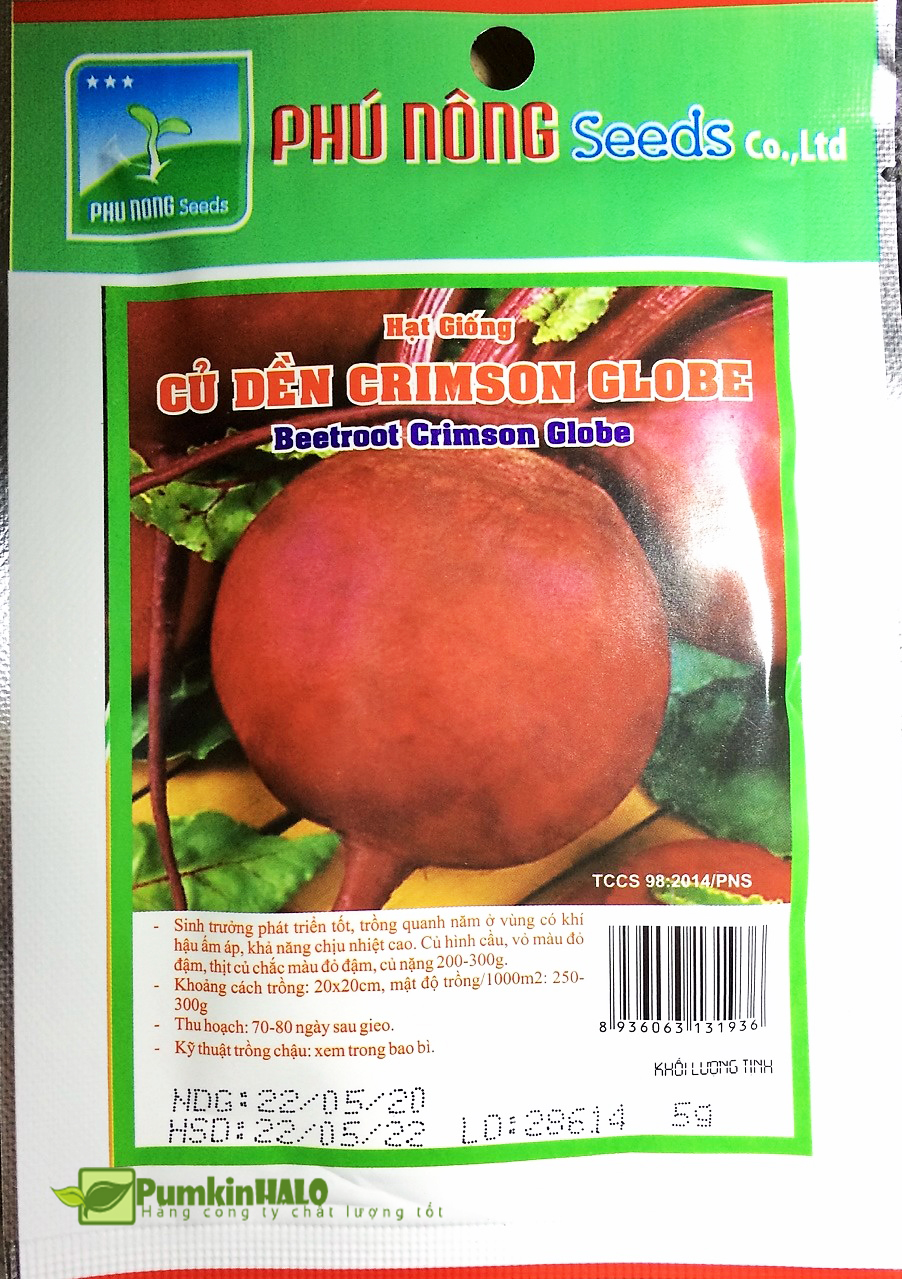 PHU NONG Seeds
PHÚ NÔNG Seeds Co.,Ltd
Hạt Giống
CỦ DỀN CRIMSON GLOBE
Beetroot Crimson Globe
TCCS 98:2014/PNS
- Sinh trưởng phát triển tốt, trồng quanh năm ở vùng có khí
hậu ấm áp, khả năng chịu nhiệt cao. Củ hình cầu, vỏ màu đỏ
đậm, thịt củ chắc màu đỏ đậm, củ nặng 200-300g.
- Khoảng cách trồng: 20x20cm, mật độ trồng/1000m2: 250-
300g
- Thu hoạch: 70-80 ngày sau gieo.
- Kỹ thuật trồng chậu: xem trong bao bì.
8 936063 131936
KHỐI LƯỢNG TỊNH
NDG:22/05/20
HSD:22/05/22 LO:28614 5g
PumkinHALO
Hàng công ty chất lượng tốt